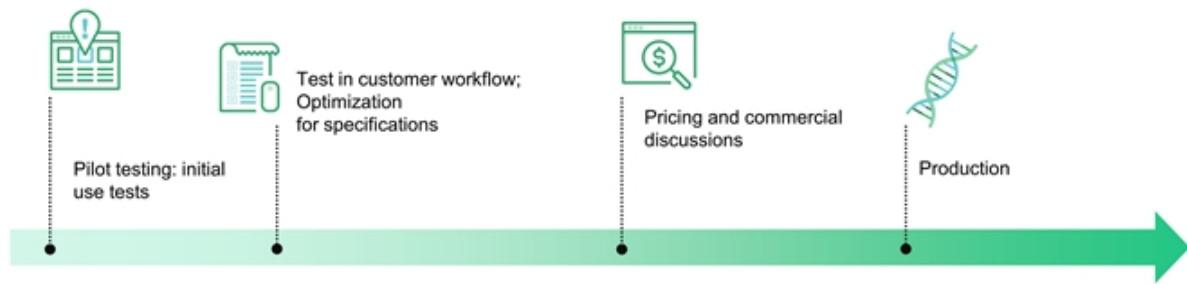 Pilot testing: initial
use tests
Test in customer workflow;
Optimization
for specifications
$
Pricing and commercial
discussions
Production